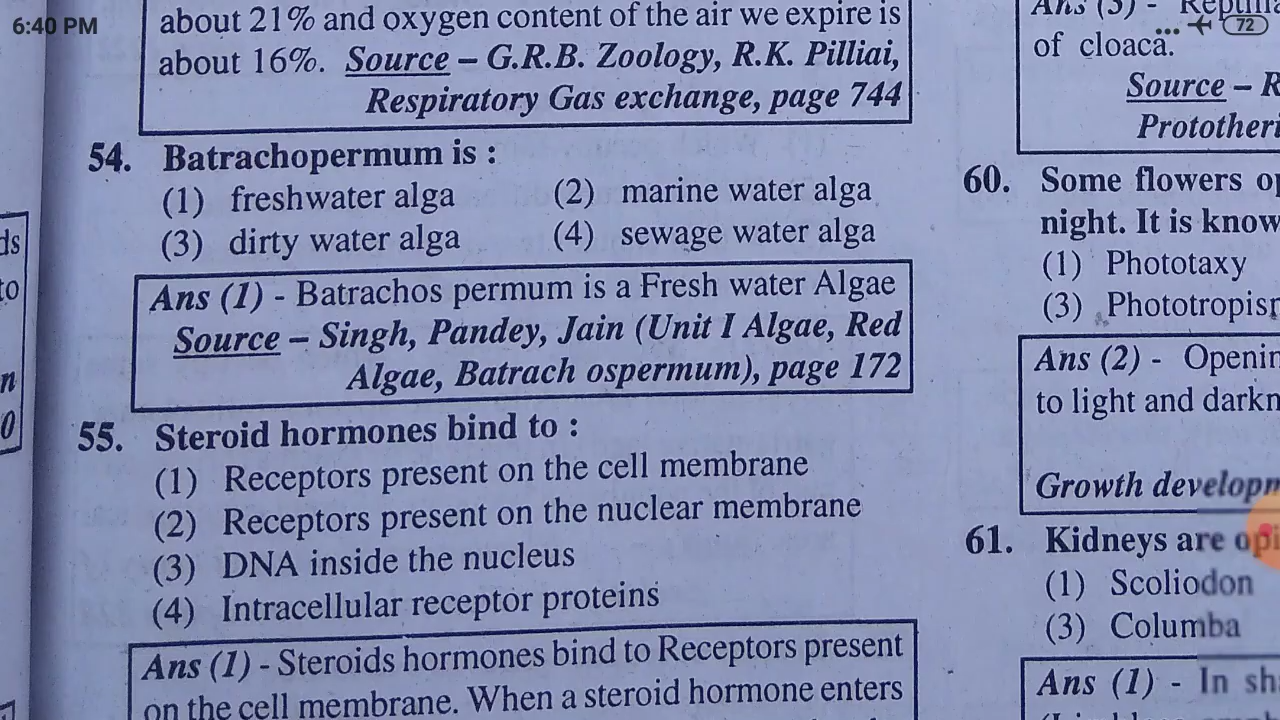 6:40 PM
72
about 21% and oxygen content of the air we expire is
about 16%. Source – G.R.B. Zoology, R.K. Pilliai,
Respiratory Gas exchange, page 744
54. Batrachopermum is :
(1) freshwater alga (2) marine water alga
(3) dirty water alga (4) sewage water alga
Ans (1) - Batrachos permum is a Fresh water Algae
Source – Singh, Pandey, Jain (Unit I Algae, Red
Algae, Batrach ospermum), page 172
55. Steroid hormones bind to :
(1) Receptors present on the cell membrane
(2) Receptors present on the nuclear membrane
(3) DNA inside the nucleus
(4) Intracellular receptor proteins
Ans (1) - Steroids hormones bind to Receptors present
on the cell membrane. When a steroid hormone enters
of cloaca.
Source – R
60. Some flowers
night. It is know
(1) Phototaxy
(3)
Ans (2) -
to light and
Growth
61. Kidneys are
(1) Scoliodon
(3) Columba
Ans (1) - In